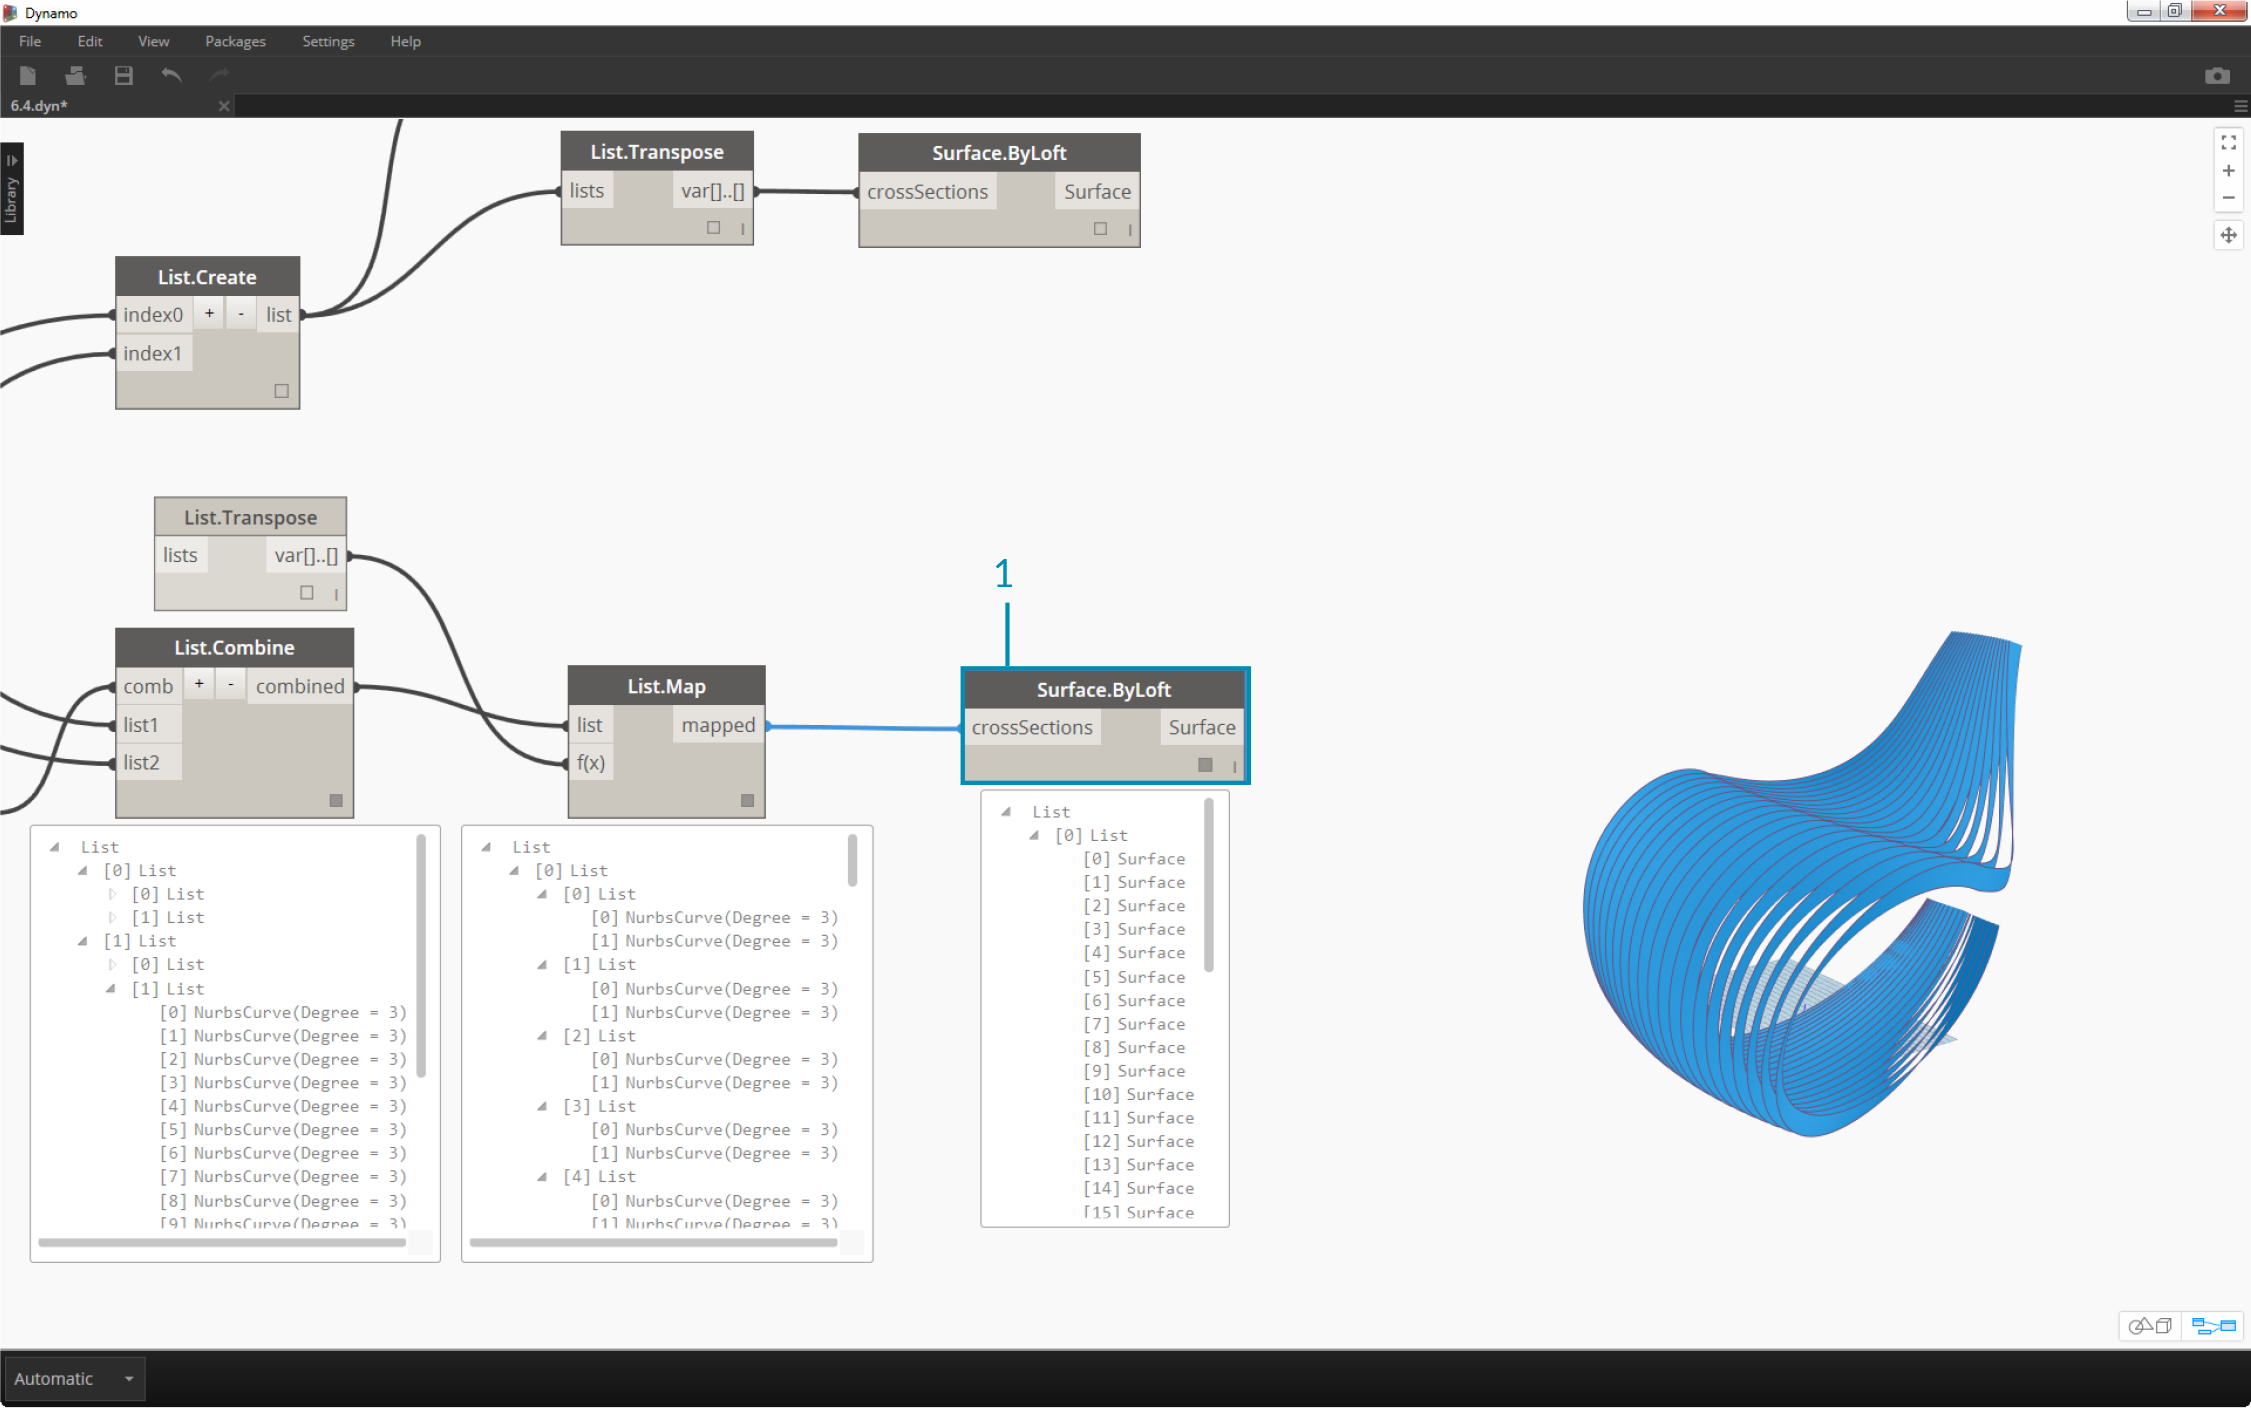 Dynamo
File Edit View Packages Settings Help
6.4.dyn*
Library
List.Transpose
lists var[]..[]
Surface.ByLoft
crossSections Surface
List.Create
index0 + - list
index1
List.Transpose
lists var[]..[]
List.Combine
comb + - combined
list1
list2
List.Map
list mapped
f(x)
1
Surface.ByLoft
crossSections Surface
List
[0] List
[0] List
[1] List
[1] List
[0] List
[1] List
[0] NurbsCurve(Degree = 3)
[1] NurbsCurve(Degree = 3)
[2] NurbsCurve(Degree = 3)
[3] NurbsCurve(Degree = 3)
[4] NurbsCurve(Degree = 3)
[5] NurbsCurve(Degree = 3)
[6] NurbsCurve(Degree = 3)
[7] NurbsCurve(Degree = 3)
[8] NurbsCurve(Degree = 3)
[9] NurbsCurve(Degree = 3)
List
[0] List
[0] List
[0] NurbsCurve(Degree = 3)
[1] NurbsCurve(Degree = 3)
[1] List
[0] NurbsCurve(Degree = 3)
[1] NurbsCurve(Degree = 3)
[2] List
[0] NurbsCurve(Degree = 3)
[1] NurbsCurve(Degree = 3)
[3] List
[0] NurbsCurve(Degree = 3)
[1] NurbsCurve(Degree = 3)
[4] List
[0] NurbsCurve(Degree = 3)
[1] NurbsCurve(Degree = 3)
List
[0] List
[0] Surface
[1] Surface
[2] Surface
[3] Surface
[4] Surface
[5] Surface
[6] Surface
[7] Surface
[8] Surface
[9] Surface
[10] Surface
[11] Surface
[12] Surface
[13] Surface
[14] Surface
[15] Surface
Automatic